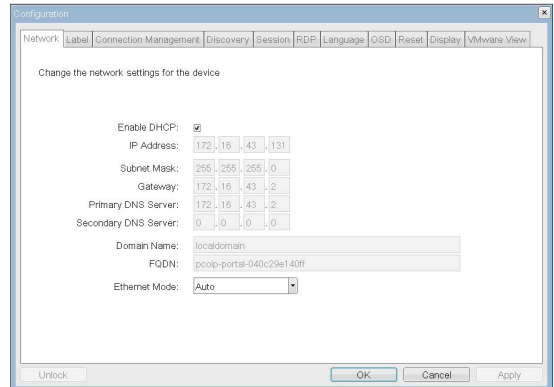 Configuration
Network Label Connection Management Discovery Session RDP Language OSD Reset Display VMware View
Change the network settings for the device
Enable DHCP:
IP Address: 172 . 16 . 43 . 131
Subnet Mask: 255 . 255 . 255 . 0
Gateway: 172 . 16 . 43 . 2
Primary DNS Server: 172 . 16 . 43 . 2
Secondary DNS Server: 0 . 0 . 0 . 0
Domain Name: localdomain
FQDN: pcoip-portal-040c29e140ff
Ethernet Mode: Auto
Unlock OK Cancel Apply